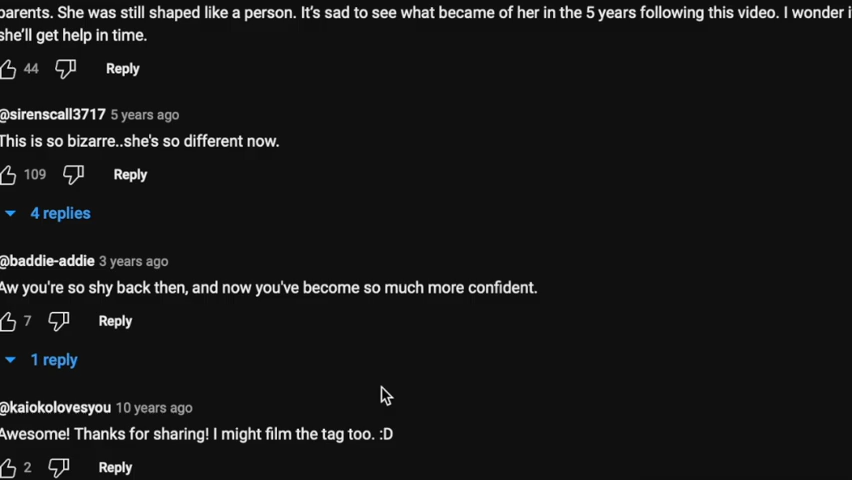 parents. She was still shaped like a person. It's sad to see what became of her in the 5 years following this video. I wonder
she'll get help in time.
44 Reply
@sirenscall3717 5 years ago
This is so bizarre..she's so different now.
109 Reply
4 replies
@baddie-addie 3 years ago
Aw you're so shy back then, and now you've become so much more confident.
7 Reply
1 reply
@kaiokolovesyou 10 years ago
Awesome! Thanks for sharing! I might film the tag too. :D
2 Reply